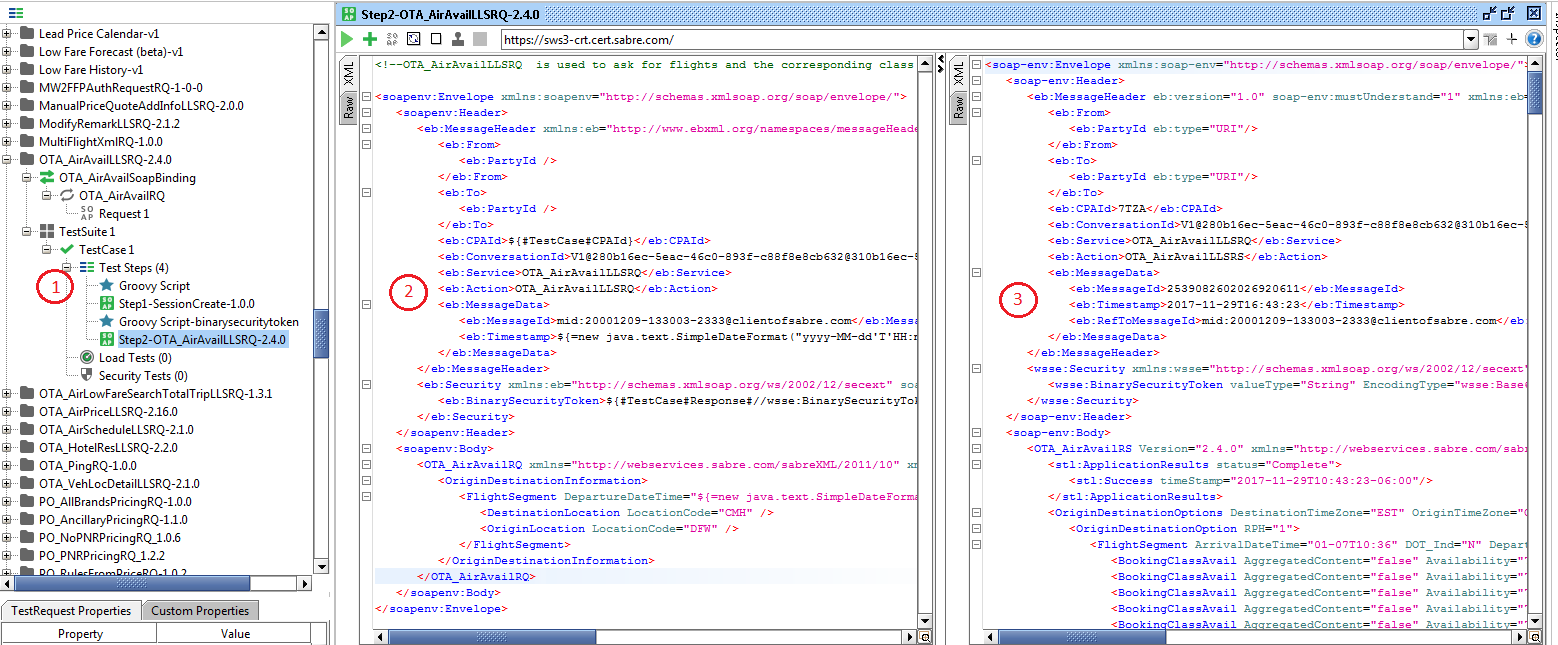 Lead Price Calendar-v1
Low Fare Forecast (beta)-v1
Low Fare History-v1
MW2FFPAuthRequestRQ-1-0-0
ManualPriceQuoteAddInfoLLSRQ-2.0.0
ModifyRemarkLLSRQ-2.1.2
MultiFlightXmlRQ-1.0.0
OTA_AirAvailLLSRQ-2.4.0
OTA_AirAvailSoapBinding
OTA_AirAvailRQ
SO AP Request 1
TestSuite 1
TestCase 1
1
Test Steps (4)
Groovy Script
Step1-SessionCreate-1.0.0
Groovy Script-binarysecuritytoken
Step2-OTA_AirAvailLLSRQ-2.4.0
Load Tests (0)
Security Tests (0)
OTA_AirLowFareSearchTotalTripLLSRQ-1.3.1
OTA_AirPriceLLSRQ-2.16.0
OTA_AirScheduleLLSRQ-2.1.0
OTA_HotelResLLSRQ-2.2.0
OTA_PingRQ-1.0.0
OTA_VehLocDetailLLSRQ-2.1.0
PO_AllBrandsPricingRQ-1.0.0
PO_AncillaryPricingRQ-1.1.0
PO_NoPNRPricingRQ_1.0.6
PO_PNRPricingRQ_1.2.2
PO_RulesFromPriceRQ-1.0.2
TestRequest Properties
Custom Properties
Property
Value
SO AP Step2-OTA_AirAvailLLSRQ-2.4.0
https://sws3-crt.cert.sabre.com/
XML
Raw
<!--OTA_AirAvailLLSRQ  is used to ask for flights and the corresponding class
<soapenv:Envelope xmlns:soapenv="http://schemas.xmlsoap.org/soap/envelope/">
<soapenv:Header>
<eb:MessageHeader xmlns:eb="http://www.ebxml.org/namespaces/messageHeade
<eb:From>
<eb:PartyId />
</eb:From>
<eb:To>
<eb:PartyId />
</eb:To>
<eb:CPAId>${#TestCase#CPAId}</eb:CPAId>
<eb:ConversationId>V1@280b16ec-5eac-46c0-893f-c88f8e8cb632@310b16ec-5
<eb:Service>OTA_AirAvailLLSRQ</eb:Service>
2
<eb:Action>OTA_AirAvailLLSRQ</eb:Action>
<eb:MessageData>
<eb:MessageId>mid:20001209-133003-2333@clientofsabre.com</eb:Messa
<eb:Timestamp>${=new java.text.SimpleDateFormat("yyyy-MM-dd'T'HH:m
</eb:MessageData>
</eb:MessageHeader>
<eb:Security xmlns:eb="http://schemas.xmlsoap.org/ws/2002/12/secext" soa
<eb:BinarySecurityToken>${#TestCase#Response#//wsse:BinarySecurityTo
</eb:Security>
</soapenv:Header>
<soapenv:Body>
<OTA_AirAvailRQ xmlns="http://webservices.sabre.com/sabreXML/2011/10" xm
<OriginDestinationInformation>
<FlightSegment DepartureDateTime="${=new java.text.SimpleDateForma
<DestinationLocation LocationCode="CMH" />
<OriginLocation LocationCode="DFW" />
</FlightSegment>
</OriginDestinationInformation>
</OTA_AirAvailRQ>
</soapenv:Body>
</soapenv:Envelope>
XML
Raw
<soap-env:Envelope xmlns:soap-env="http://schemas.xmlsoap.org/soap/envelope/">
<soap-env:Header>
<eb:MessageHeader eb:version="1.0" soap-env:mustUnderstand="1" xmlns:eb=
<eb:From>
<eb:PartyId eb:type="URI"/>
</eb:From>
<eb:To>
<eb:PartyId eb:type="URI"/>
</eb:To>
<eb:CPAId>7TZA</eb:CPAId>
<eb:ConversationId>V1@280b16ec-5eac-46c0-893f-c88f8e8cb632@310b16ec-5
<eb:Service>OTA_AirAvailLLSRQ</eb:Service>
<eb:Action>OTA_AirAvailLLSRS</eb:Action>
<eb:MessageData>
3
<eb:MessageId>2539082602026920611</eb:MessageId>
<eb:Timestamp>2017-11-29T16:43:23</eb:Timestamp>
<eb:RefToMessageId>mid:20001209-133003-2333@clientofsabre.com</eb:
</eb:MessageData>
</eb:MessageHeader>
<wsse:Security xmlns:wsse="http://schemas.xmlsoap.org/ws/2002/12/secext"
<wsse:BinarySecurityToken valueType="String" EncodingType="wsse:Base6
</wsse:Security>
</soap-env:Header>
<soap-env:Body>
<OTA_AirAvailRS Version="2.4.0" xmlns="http://webservices.sabre.com/sabr
<stl:ApplicationResults status="Complete">
<stl:Success timeStamp="2017-11-29T10:43:23-06:00"/>
</stl:ApplicationResults>
<OriginDestinationOptions DestinationTimeZone="EST" OriginTimeZone="C
<OriginDestinationOption RPH="1">
<FlightSegment ArrivalDateTime="01-07T10:36" DOT_Ind="N" Depart
<BookingClassAvail AggregatedContent="false" Availability="
<BookingClassAvail AggregatedContent="false" Availability="
<BookingClassAvail AggregatedContent="false" Availability="
<BookingClassAvail AggregatedContent="false" Availability="
<BookingClassAvail AggregatedContent="false" Availability="